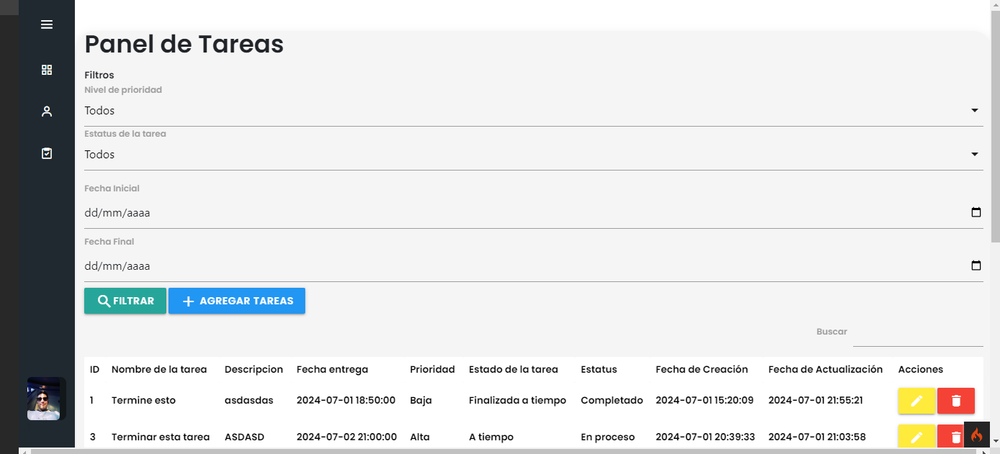 Panel de Tareas
Filtros
Nivel de prioridad
Todos
Estatus de la tarea
Todos
Fecha Inicial
dd/mm/aaaa
Fecha Final
dd/mm/aaaa
FILTRAR AGREGAR TAREAS
Buscar
ID Nombre de la tarea Descripcion Fecha entrega Prioridad Estado de la tarea Estatus Fecha de Creación Fecha de Actualización Acciones
1 Termine esto asdasdas 2024-07-01 18:50:00 Baja Finalizada a tiempo Completado 2024-07-01 15:20:09 2024-07-01 21:55:21
3 Terminar esta tarea ASDASD 2024-07-02 21:00:00 Alta A tiempo En proceso 2024-07-01 20:39:33 2024-07-01 21:03:58